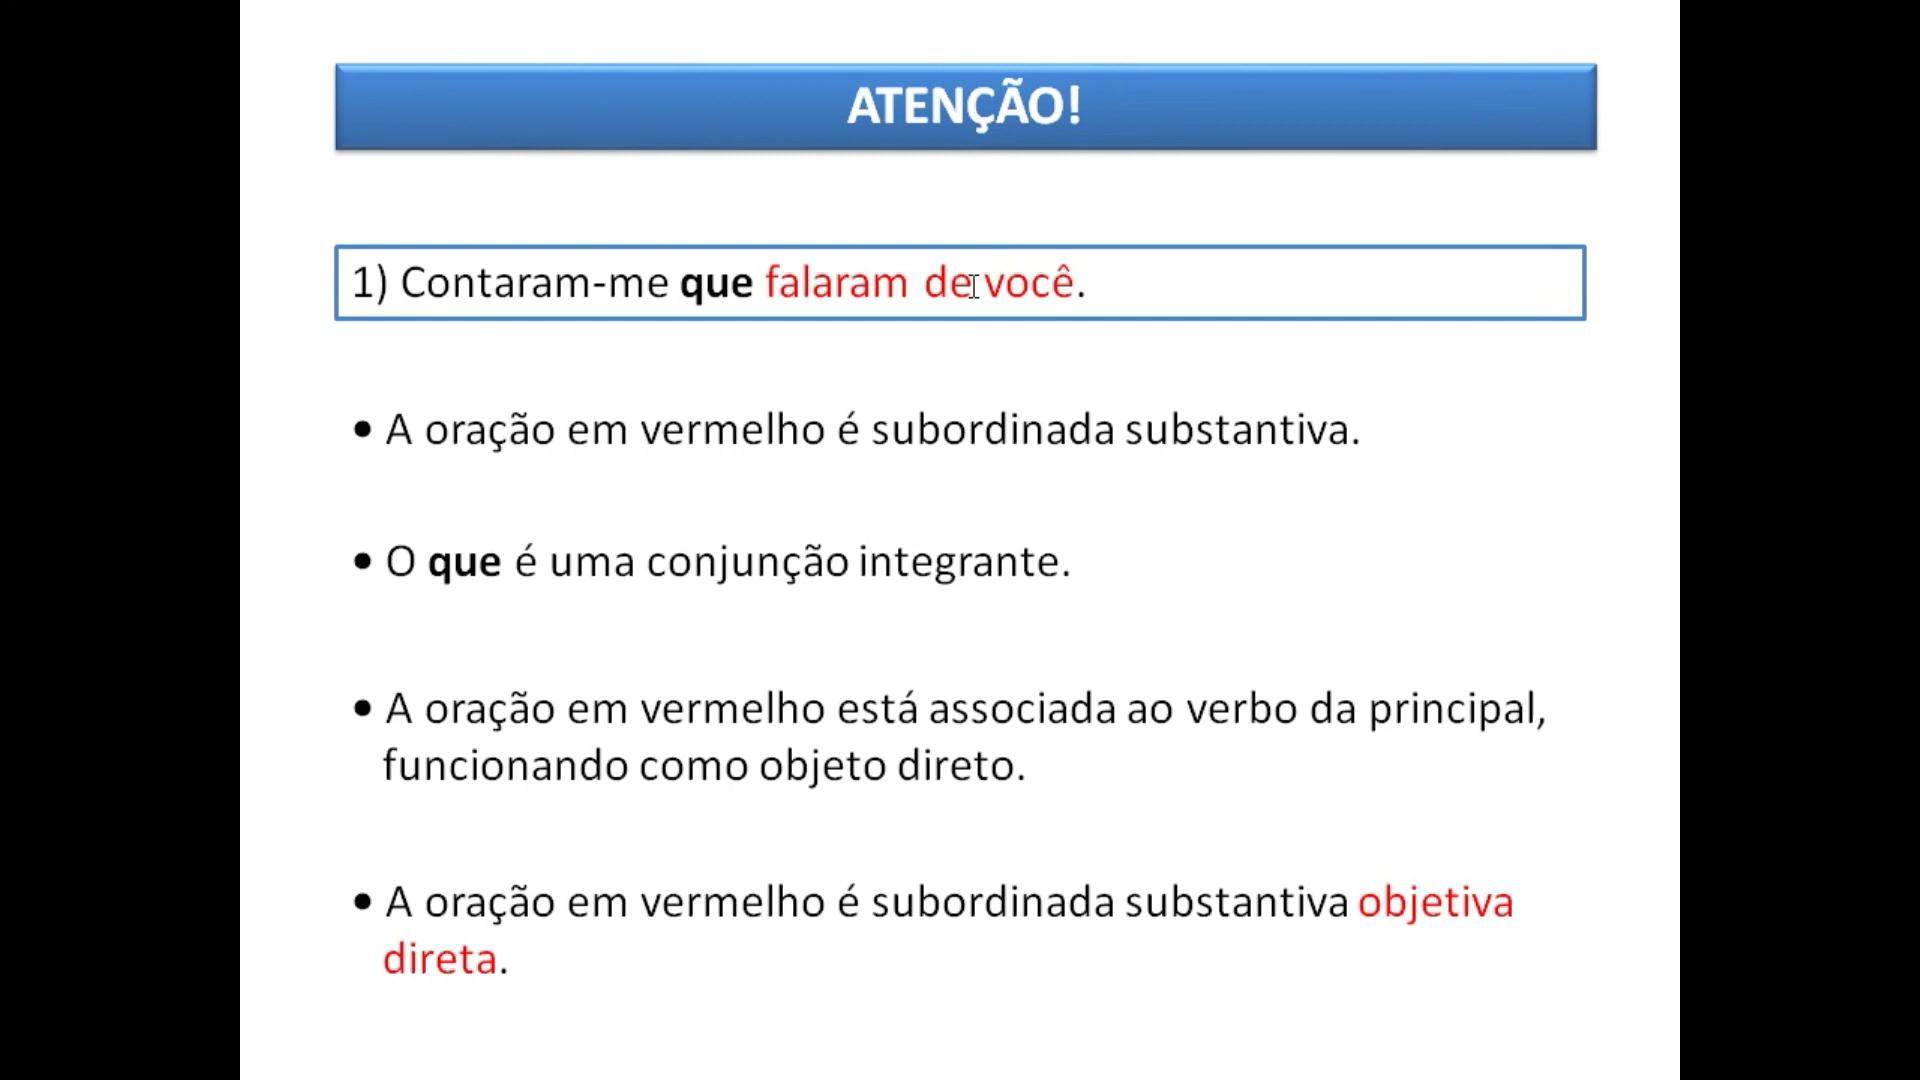 ATENÇÃO!
1) Contaram-me que falaram de você.
• A oração em vermelho é subordinada substantiva.
• O que é uma conjunção integrante.
• A oração em vermelho está associada ao verbo da principal,
funcionando como objeto direto.
• A oração em vermelho é subordinada substantiva objetiva
direta.